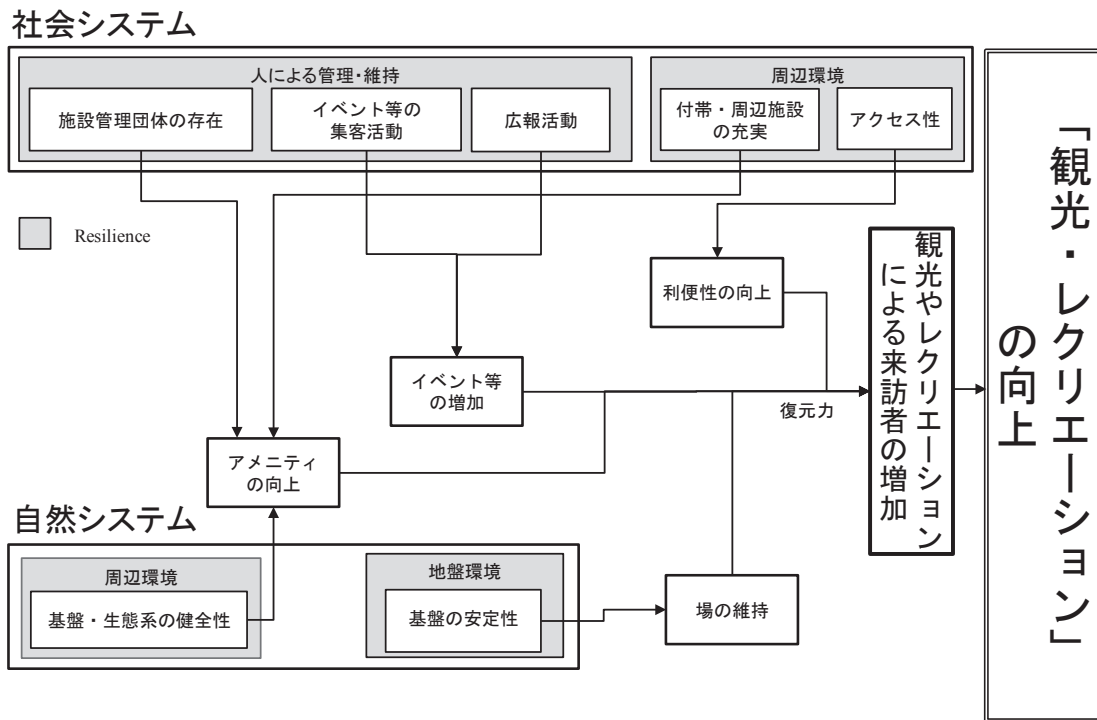 社会システム
人による管理・維持
施設管理団体の存在
イベント等の
集客活動
広報活動
周辺環境
付帯・周辺施設
の充実
アクセス性
Resilience
利便性の向上
イベント等
の増加
復元力
アメニティ
の向上
自然システム
周辺環境
基盤・生態系の健全性
地盤環境
基盤の安定性
場の維持
観光やレクリエーション
による来訪者の増加
「観光・レクリエーション」
の向上